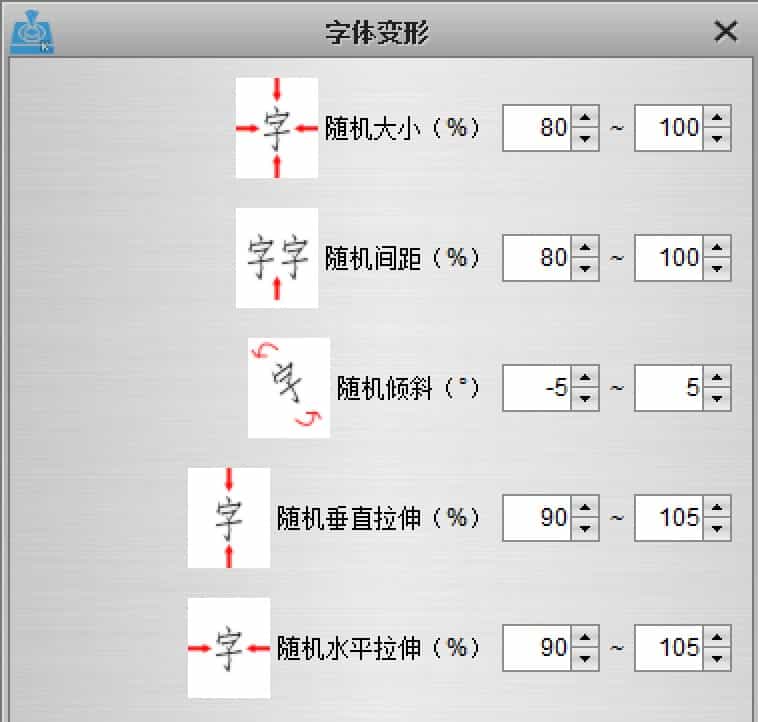 字体变形
字 随机大小（%） 80 ~ 100
字字 随机间距（%） 80 ~ 100
字 随机倾斜（°） -5 ~ 5
字 随机垂直拉伸（%） 90 ~ 105
字 随机水平拉伸（%） 90 ~ 105